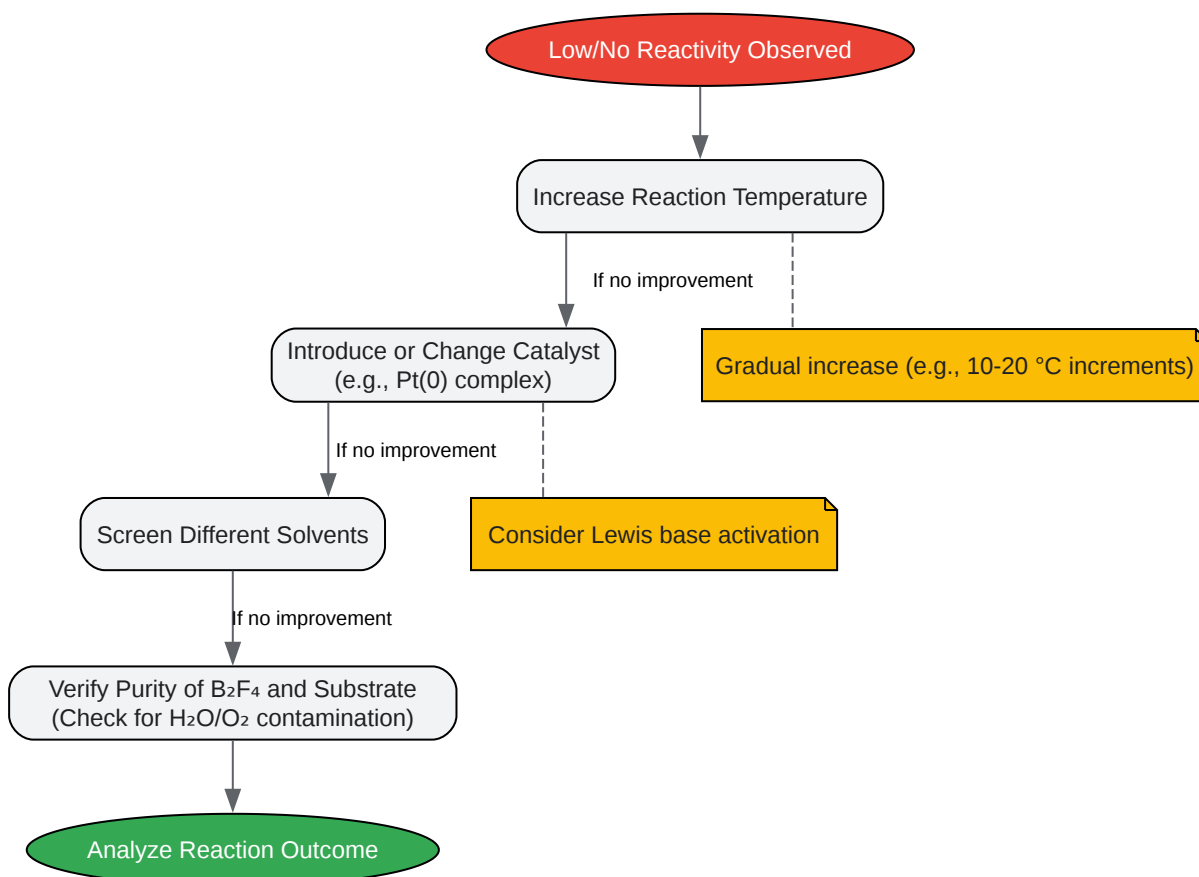 Low/No Reactivity Observed
Increase Reaction Temperature
If no improvement
Introduce or Change Catalyst
(e.g., Pt(0) complex)
Gradual increase (e.g., 10-20 °C increments)
If no improvement
Screen Different Solvents
Consider Lewis base activation
If no improvement
Verify Purity of B₂F₄ and Substrate
(Check for H₂O/O₂ contamination)
Analyze Reaction Outcome